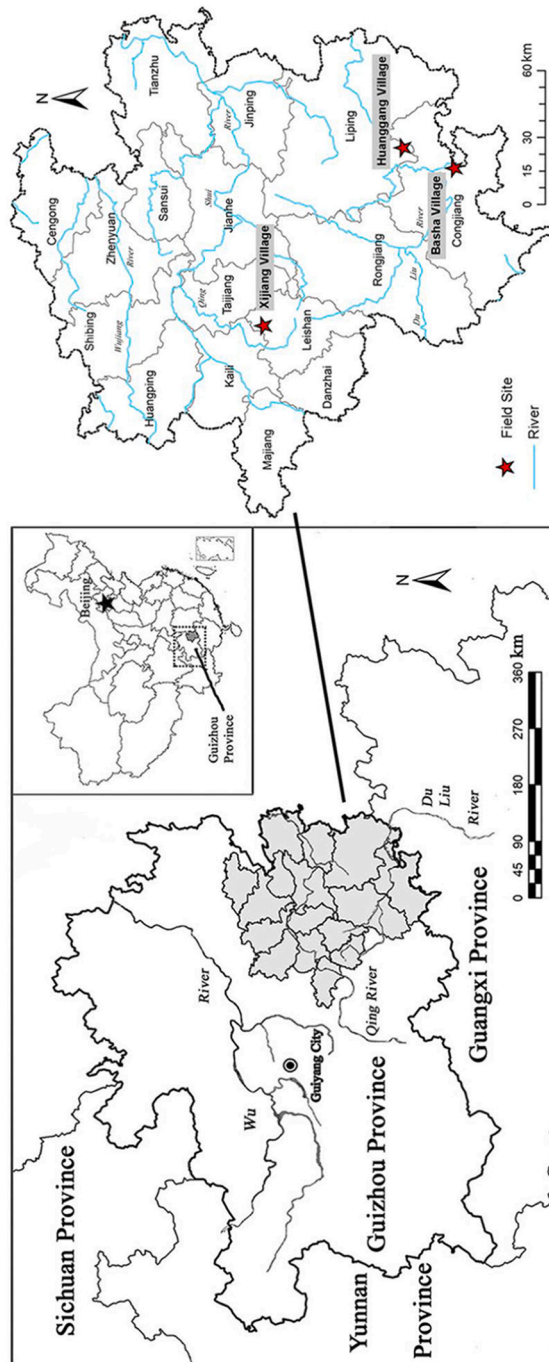 Sichuan Province
Beijing
Guizhou
Province
Wu
River
Guiyang City
Guizhou Province
Yunnan
Province
Qing River
Guangxi Province
Du
Liu
River
N
0
45
90
180
270
360 km
N
Cengong
Tianzhu
Zhenyuan
Shibing
Wujiang
River
Sansui
Huangping
River
Jinping
Shui
Jianhe
Qing
Taijiang
Kaili
Xijiang Village
Liping
Huanggang Village
Majiang
Leishan
Danzhai
Rongjiang
River
Basha Village
Congjiang
Liu
Du
Field Site
River
0
15
30
60 km